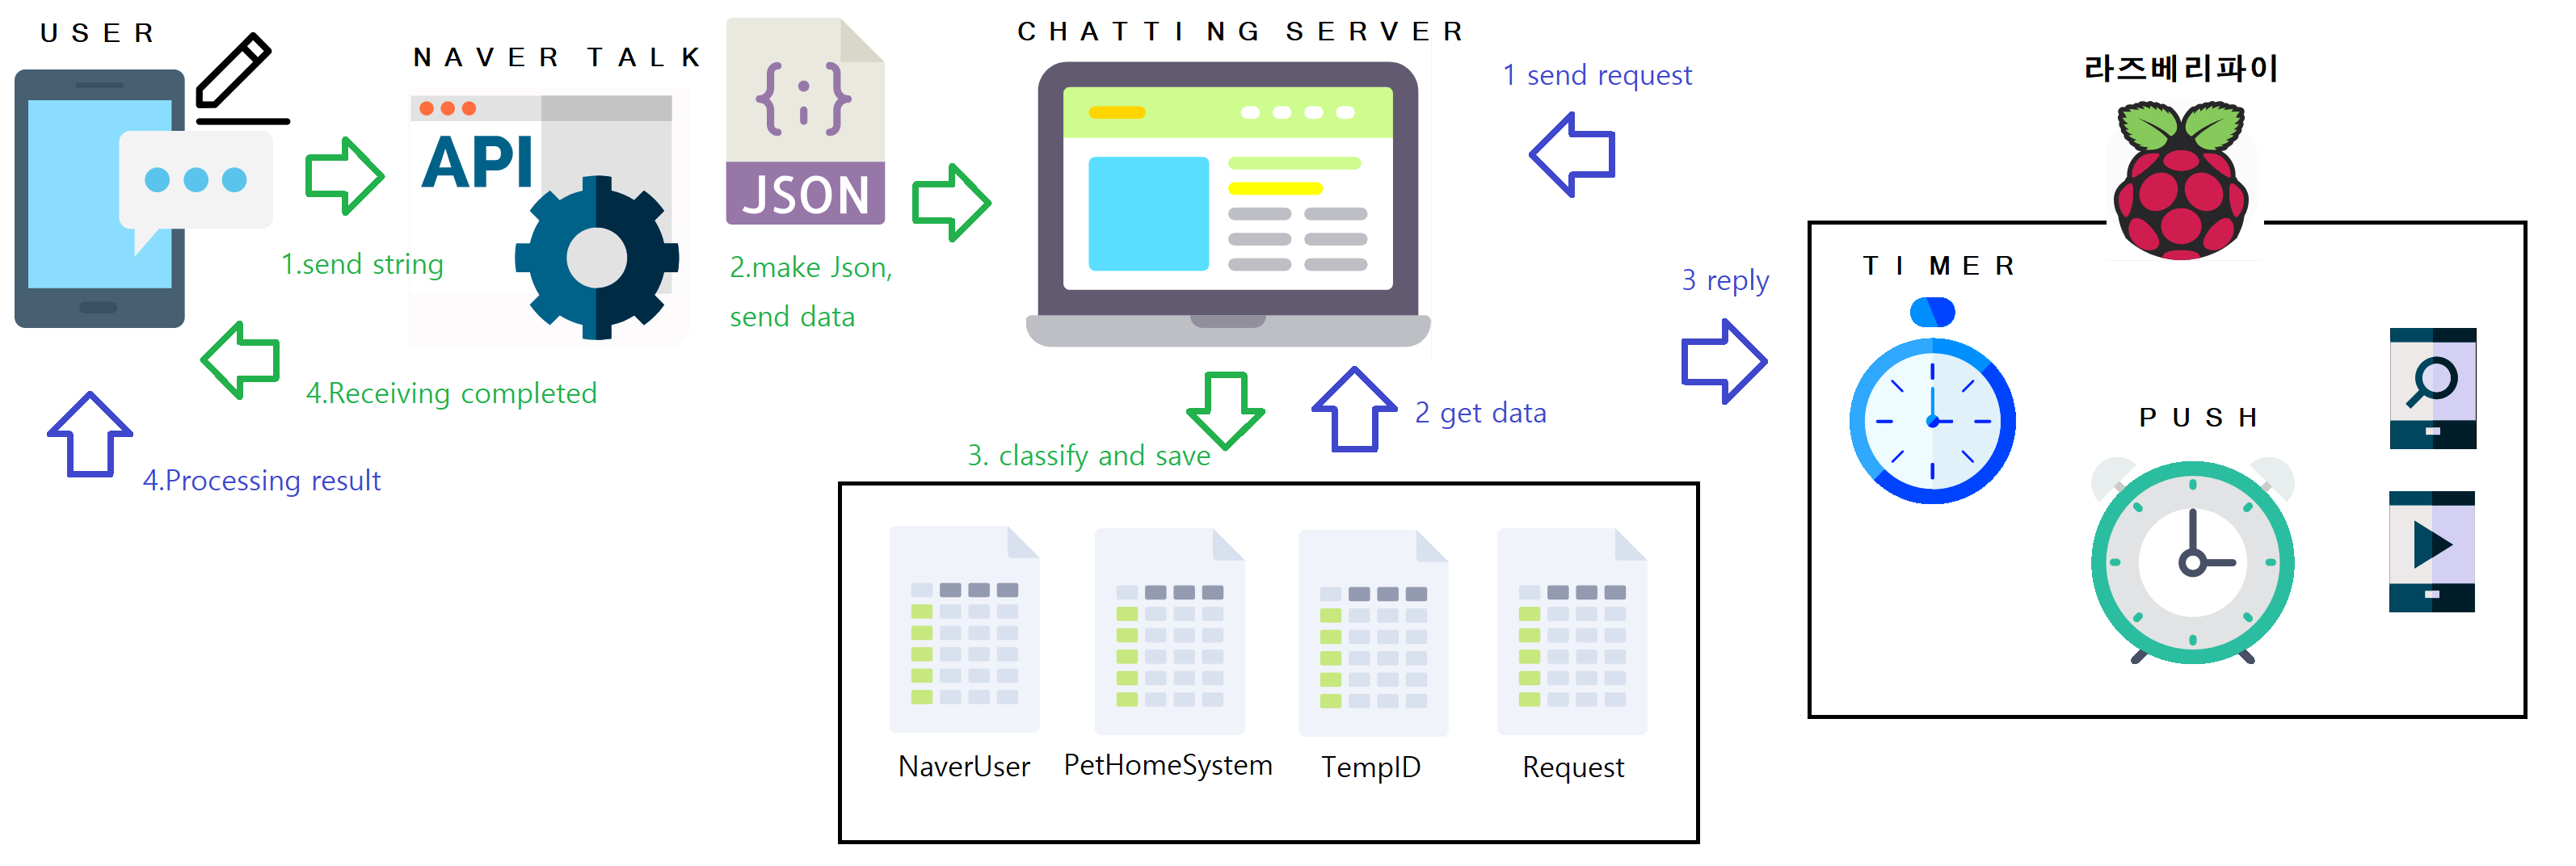 USER
NAVER TALK
API
JSON
CHATTING SERVER
1 send request
라즈베리파이
1.send string
2.make Json,
send data
3 reply
TIMER
4.Receiving completed
4.Processing result
3. classify and save
2 get data
PUSH
NaverUser
PetHomeSystem
TempID
Request